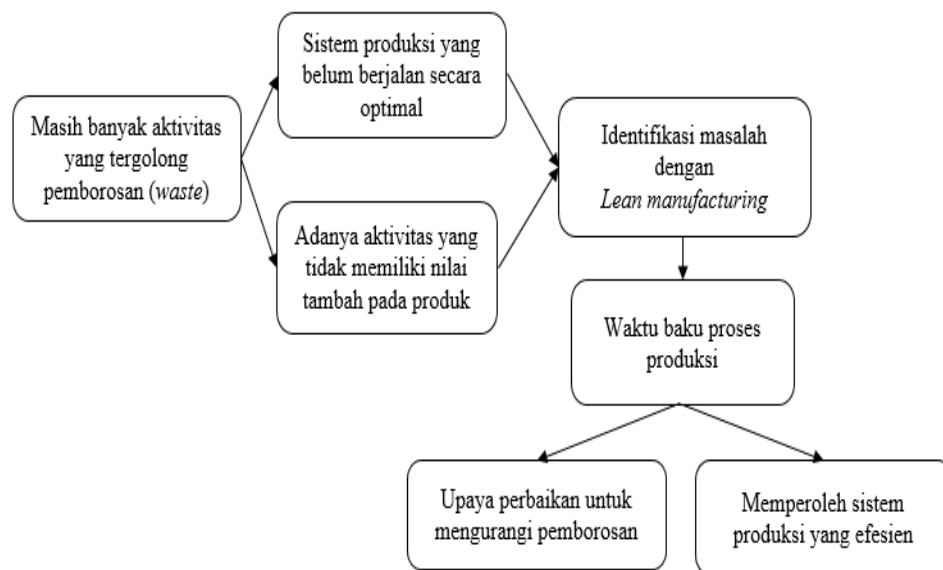 Masih banyak aktivitas
yang tergolong
pemborosan (waste)
Sistem produksi yang
belum berjalan secara
optimal
Adanya aktivitas yang
tidak memiliki nilai
tambah pada produk
Identifikasi masalah
dengan
Lean manufacturing
Waktu baku proses
produksi
Upaya perbaikan untuk
mengurangi pemborosan
Memperoleh sistem
produksi yang efesien